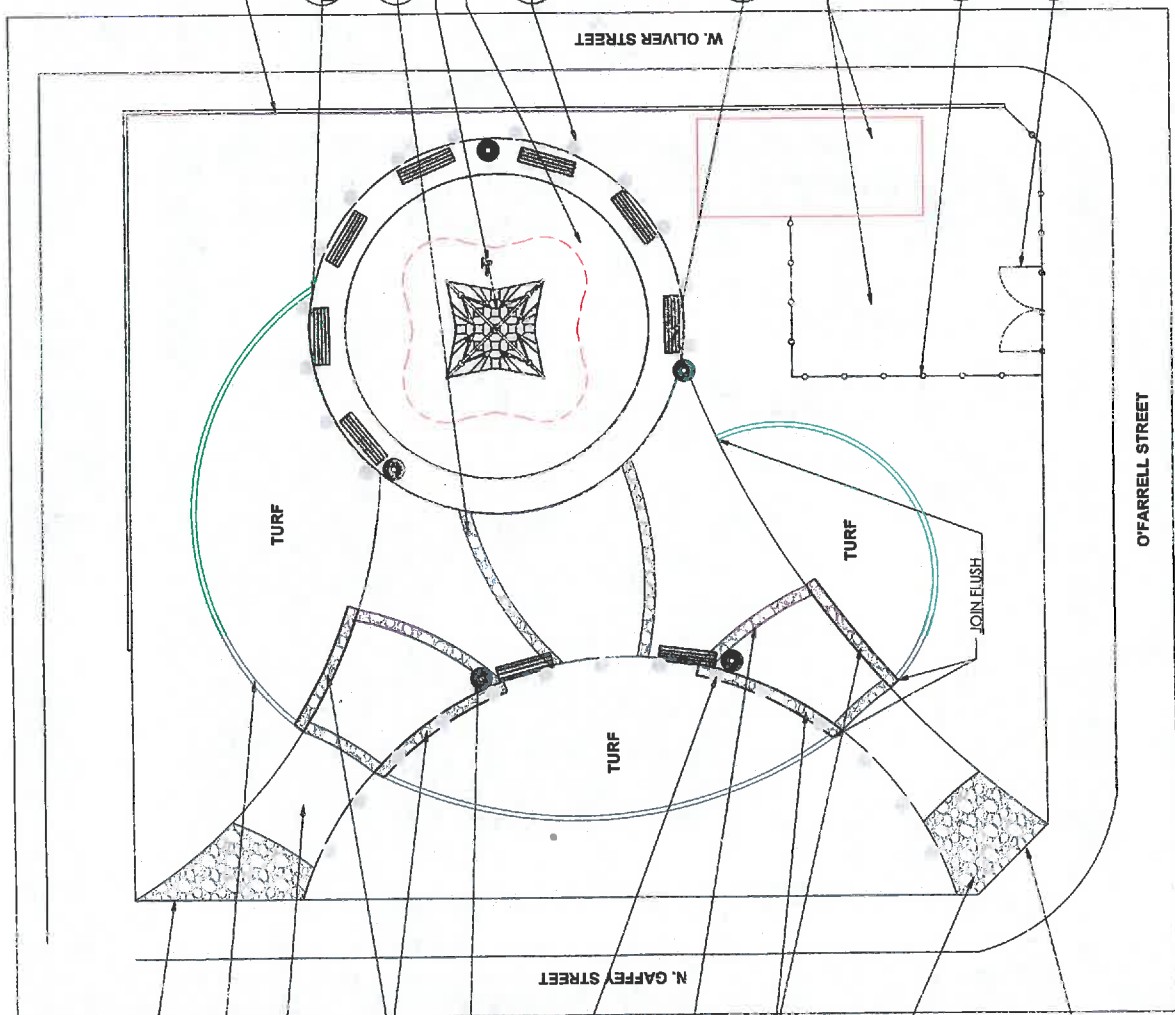 W. OLIVER STREET
TURF
TURF
TURF
JOIN FLUSH
O'FARRELL STREET
N. GAFFEY STREET